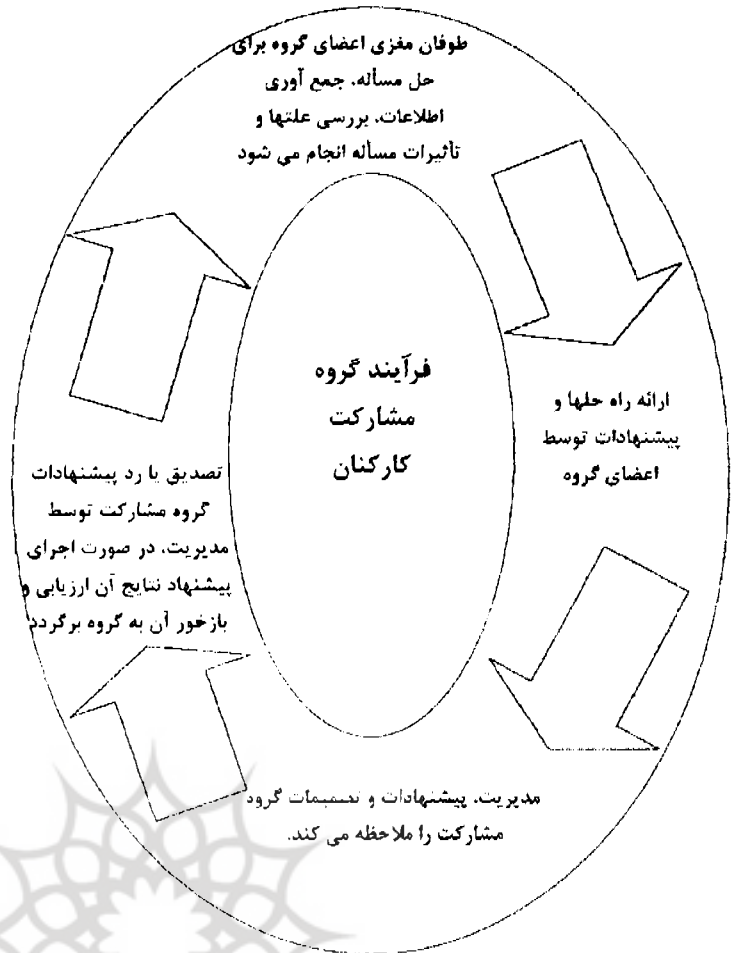 طوفان مغزی اعضای گروه برای
حل مسأله، جمع آوری
اطلاعات، بررسی علتها و
تأثیرات مسأله انجام می شود
ارائه راه حلها و
پیشنهادات توسط
اعضای گروه
مدیریت، پیشنهادات و تصمیمات گروه
مشارکت را ملاحظه می کند.
تصدیق یا رد پیشنهادات
گروه مشارکت توسط
مدیریت، در صورت اجرای
پیشنهاد نتایج آن ارزیابی و
بازخور آن به گروه برگردد
فرآیند گروه
مشارکت
کارکنان